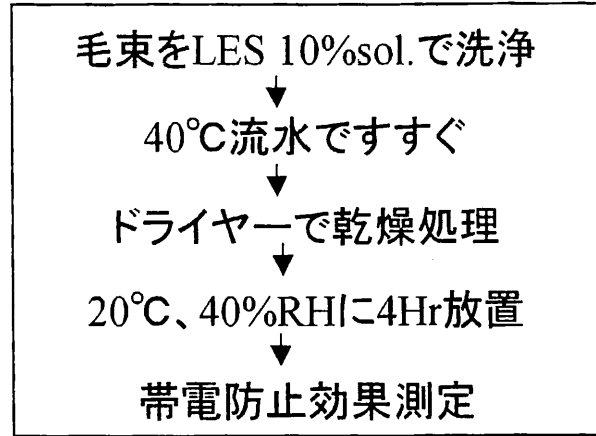 毛束をLES 10%sol.で洗浄
40℃流水ですすぐ
ドライヤーで乾燥処理
20℃、40%RHに4Hr放置
帯電防止効果測定